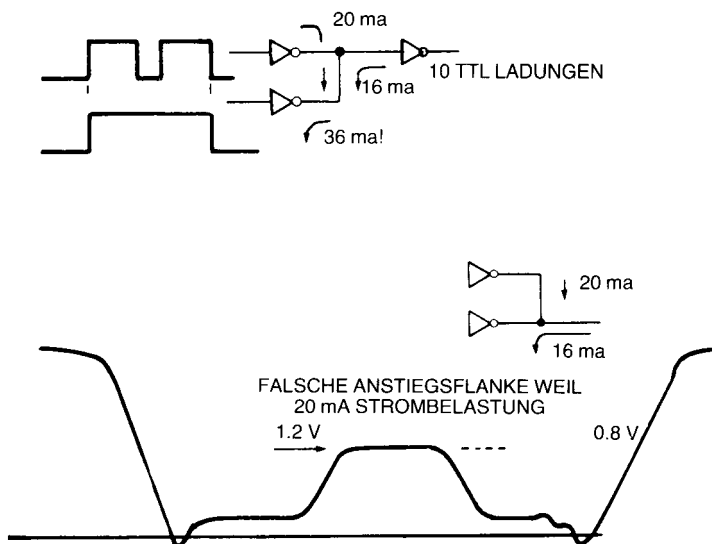 20 ma
10 TTL LADUNGEN
16 ma
36 ma!
20 ma
16 ma
FALSCHE ANSTIEGSFLANKE WEIL
20 mA STROMBELASTUNG
1.2 V
0.8 V